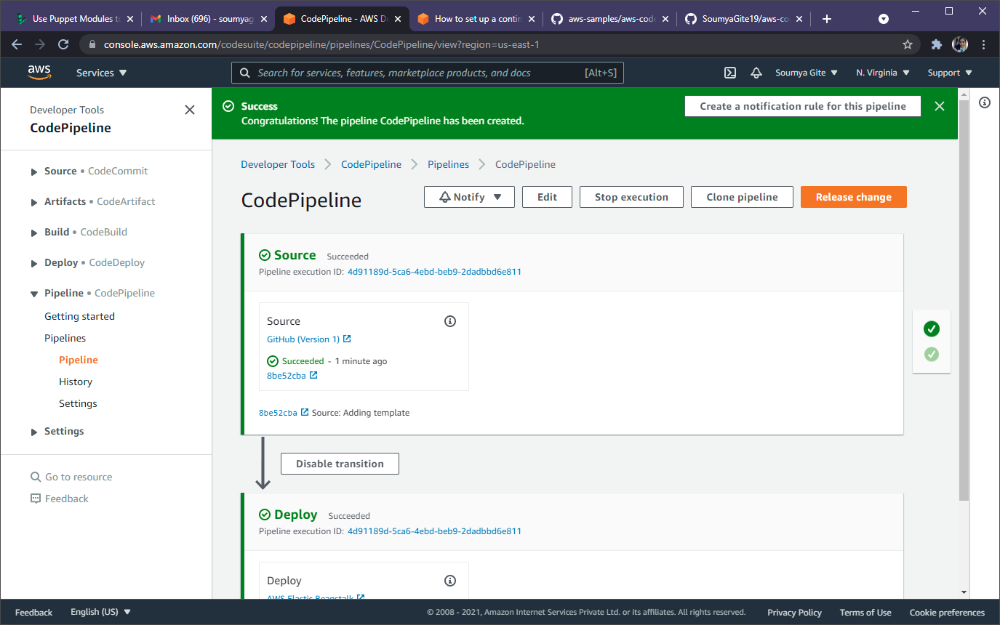 Use Puppet Modules to
Inbox (696) - soumyag
CodePipeline - AWS De
How to set up a contin
aws-samples/aws-code
SoumyaGite19/aws-co
console.aws.amazon.com/codesuite/codepipeline/pipelines/CodePipeline/view?region=us-east-1
aws
Services
Search for services, features, marketplace products, and docs
[Alt+S]
Soumya Gite
N. Virginia
Support
Developer Tools
CodePipeline
Source • CodeCommit
Artifacts • CodeArtifact
Build • CodeBuild
Deploy • CodeDeploy
Pipeline • CodePipeline
Getting started
Pipelines
Pipeline
History
Settings
Settings
Go to resource
Feedback
Success
Congratulations! The pipeline CodePipeline has been created.
Create a notification rule for this pipeline
Developer Tools
CodePipeline
Pipelines
CodePipeline
CodePipeline
Notify
Edit
Stop execution
Clone pipeline
Release change
Source Succeeded
Pipeline execution ID: 4d91189d-5ca6-4ebd-beb9-2dadbbd6e811
Source
GitHub (Version 1)
Succeeded - 1 minute ago
8be52cba
8be52cba Source: Adding template
Disable transition
Deploy Succeeded
Pipeline execution ID: 4d91189d-5ca6-4ebd-beb9-2dadbbd6e811
Deploy
AWS Elastic Beanstalk
Feedback
English (US)
© 2008 - 2021, Amazon Internet Services Private Ltd. or its affiliates. All rights reserved.
Privacy Policy
Terms of Use
Cookie preferences